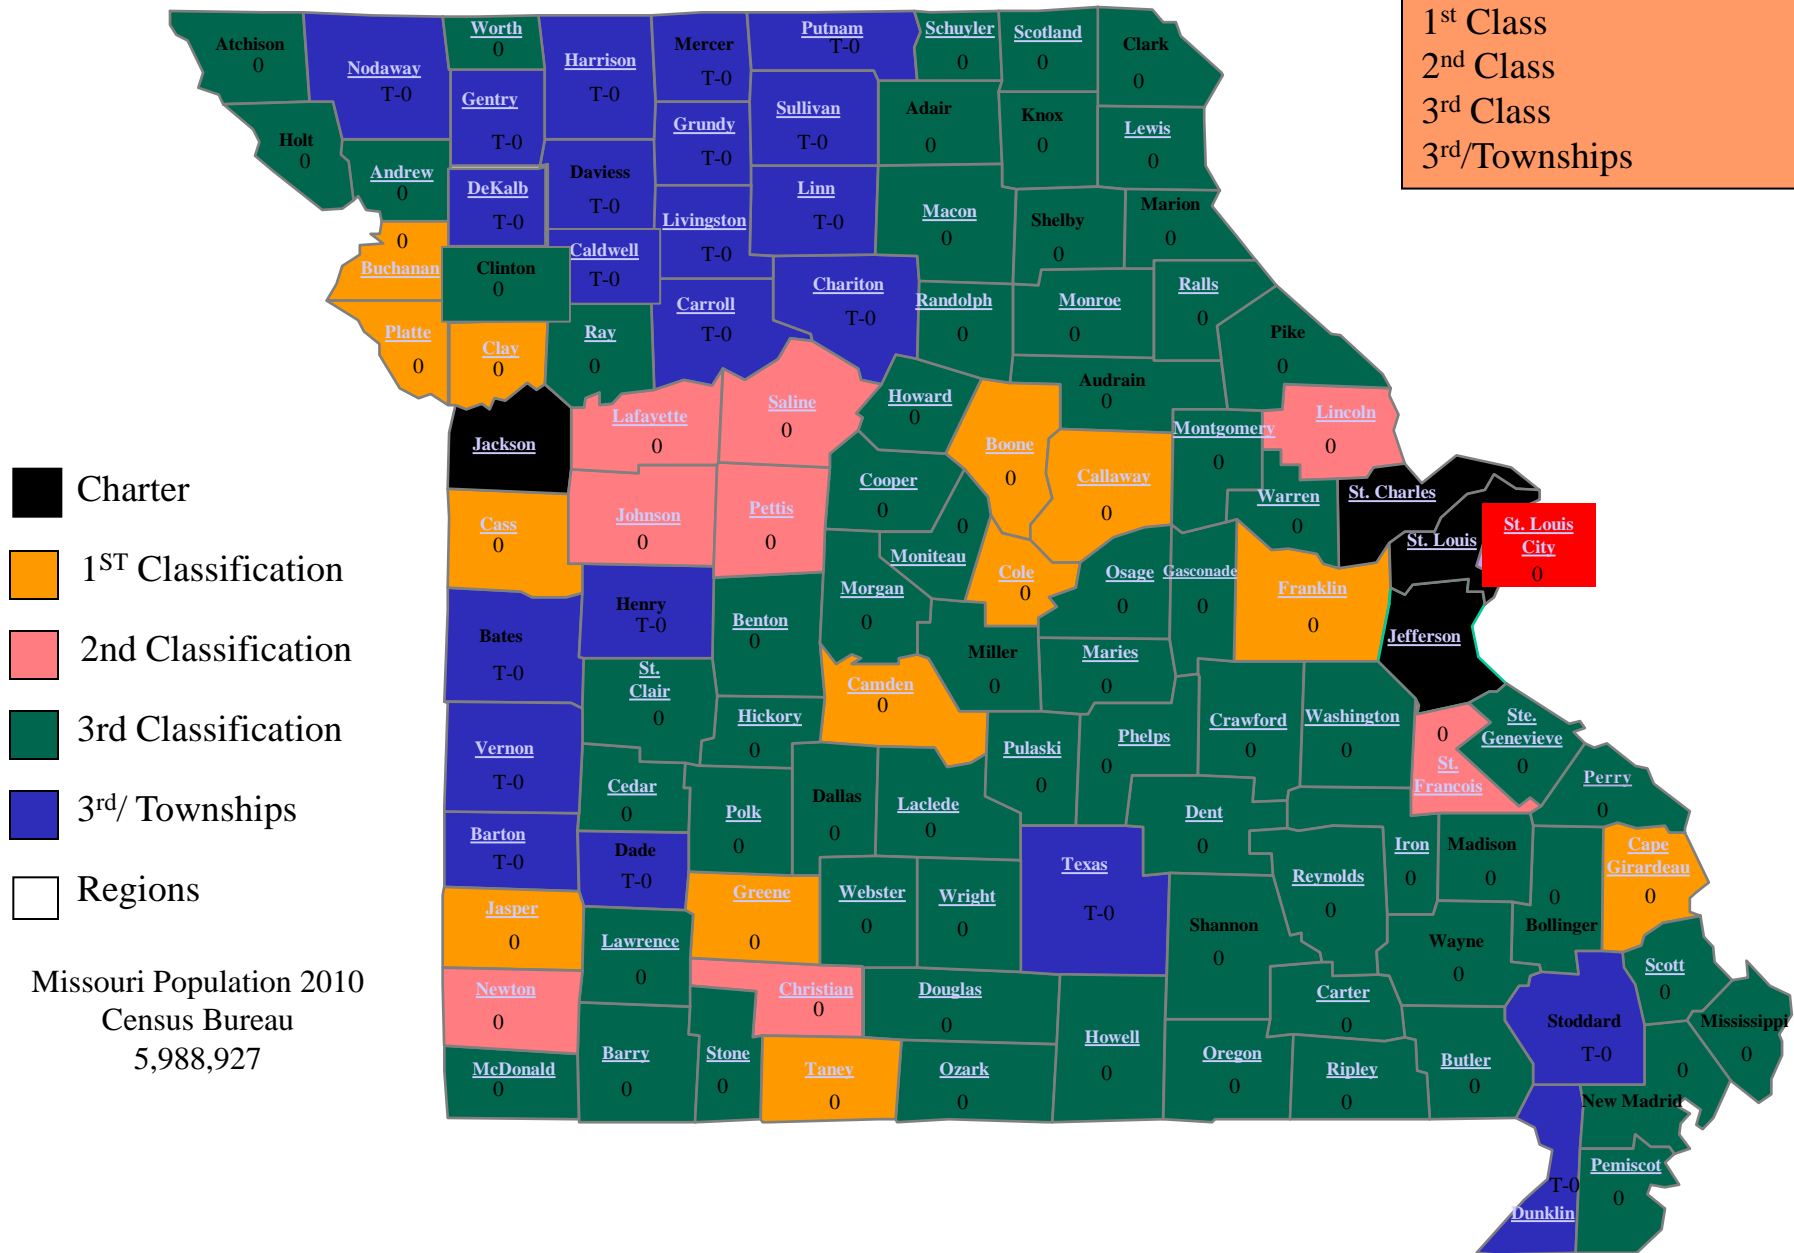 1st Class
2nd Class
3rd Class
3rd/Townships
Atchison
0
Nodaway
T-0
Worth
0
Harrison
T-0
Mercer
T-0
Putnam
T-0
Schuyler
0
Scotland
0
Clark
0
Gentry
T-0
Grundy
T-0
Sullivan
T-0
Adair
0
Knox
0
Lewis
0
Holt
0
Andrew
0
DeKalb
T-0
Daviess
T-0
Livingston
T-0
Linn
T-0
Macon
0
Shelby
0
Marion
0
0
Buchanan
Clinton
0
Caldwell
T-0
Carroll
T-0
Chariton
T-0
Randolph
0
Monroe
0
Ralls
0
Pike
0
Platte
0
Clay
0
Ray
0
Audrain
0
Jackson
Lafayette
0
Saline
0
Howard
0
Boone
0
Callaway
0
Montgomery
0
Lincoln
0
Cooper
0
Warren
0
St. Charles
St. Louis
St. Louis
City
0
Charter
1ST Classification
2nd Classification
3rd Classification
3rd/ Townships
Regions
Missouri Population 2010
Census Bureau
5,988,927
Cass
0
Johnson
0
Pettis
0
0
Moniteau
Morgan
0
Cole
0
Osage
0
Gasconade
0
Franklin
0
Jefferson
Bates
T-0
Henry
T-0
Benton
0
Miller
0
Maries
0
St.
Clair
0
Camden
0
Hickory
0
Vernon
T-0
Cedar
0
Polk
0
Dallas
0
Laclede
0
Pulaski
0
Phelps
0
Crawford
0
Washington
0
0
St.
Francois
Ste.
Genevieve
0
Perry
0
Barton
T-0
Dade
T-0
Dent
0
Texas
T-0
Iron
0
Madison
0
0
Bollinger
Cape
Girardeau
0
Jasper
0
Greene
0
Webster
0
Wright
0
Reynolds
0
Shannon
0
Wayne
0
Lawrence
0
Scott
0
Newton
0
Christian
0
Douglas
0
Carter
0
Stoddard
T-0
Mississippi
0
McDonald
0
Barry
0
Stone
0
Taney
0
Ozark
0
Howell
0
Oregon
0
Ripley
0
Butler
0
0
New Madrid
T-0
Dunklin
Pemiscot
0